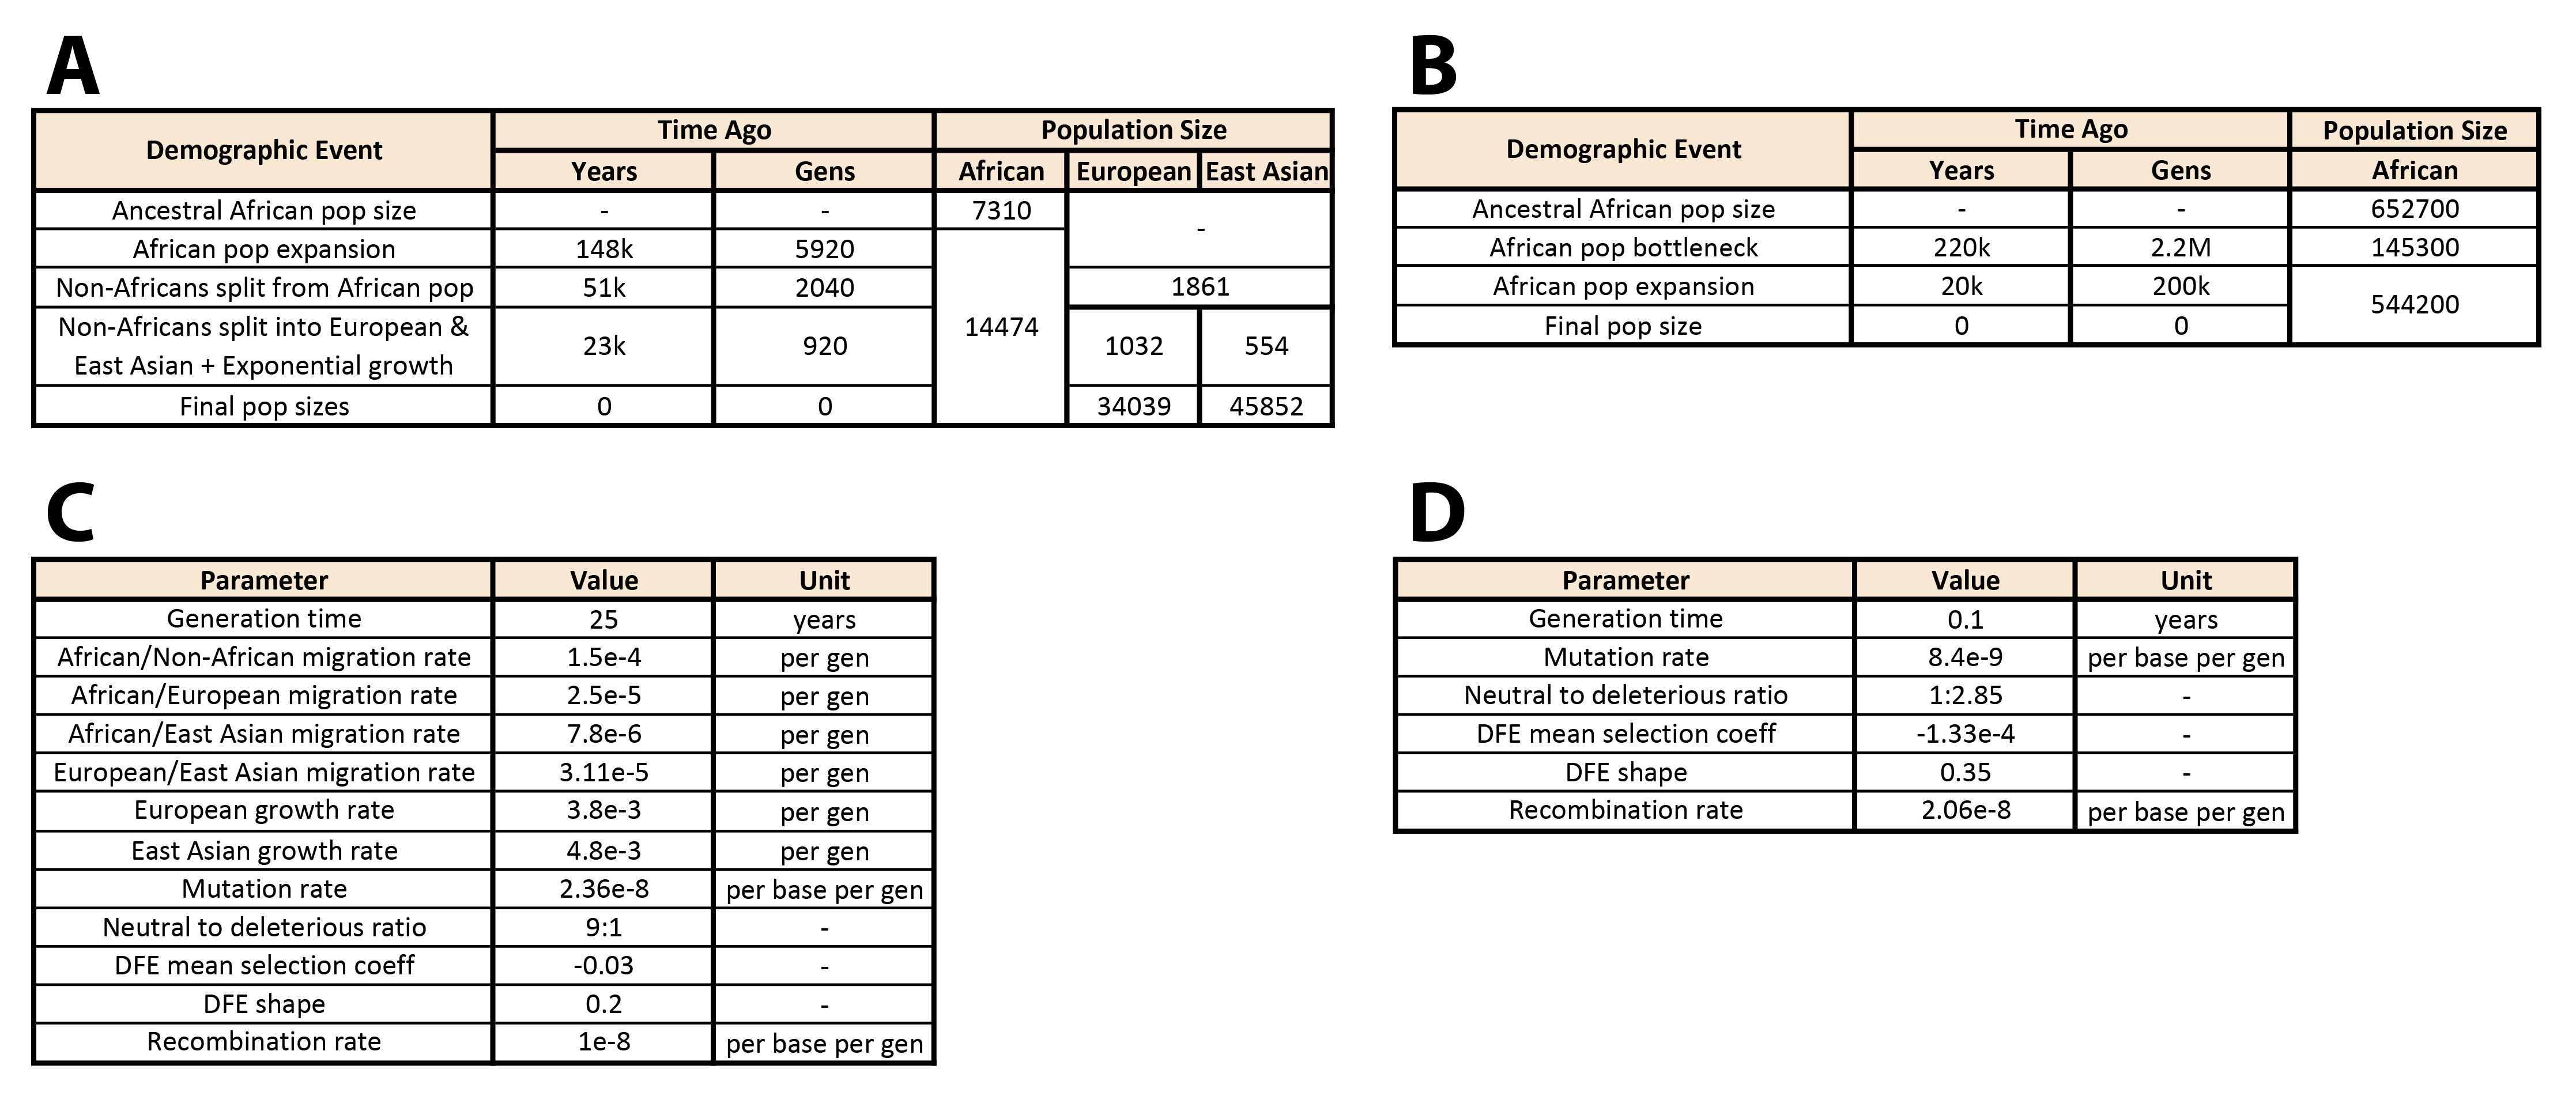 A
Demographic Event Time Ago Population Size
Years Gens African European East Asian
Ancestral African pop size - - 7310 -
African pop expansion 148k 5920 14474
Non-Africans split from African pop 51k 2040 1861
Non-Africans split into European &
East Asian + Exponential growth 23k 920 1032 554
Final pop sizes 0 0 34039 45852
B
Demographic Event Time Ago Population Size
Years Gens African
Ancestral African pop size - - 652700
African pop bottleneck 220k 2.2M 145300
African pop expansion 20k 200k 544200
Final pop size 0 0
C
Parameter Value Unit
Generation time 25 years
African/Non-African migration rate 1.5e-4 per gen
African/European migration rate 2.5e-5 per gen
African/East Asian migration rate 7.8e-6 per gen
European/East Asian migration rate 3.11e-5 per gen
European growth rate 3.8e-3 per gen
East Asian growth rate 4.8e-3 per gen
Mutation rate 2.36e-8 per base per gen
Neutral to deleterious ratio 9:1 -
DFE mean selection coeff -0.03 -
DFE shape 0.2 -
Recombination rate 1e-8 per base per gen
D
Parameter Value Unit
Generation time 0.1 years
Mutation rate 8.4e-9 per base per gen
Neutral to deleterious ratio 1:2.85 -
DFE mean selection coeff -1.33e-4 -
DFE shape 0.35 -
Recombination rate 2.06e-8 per base per gen